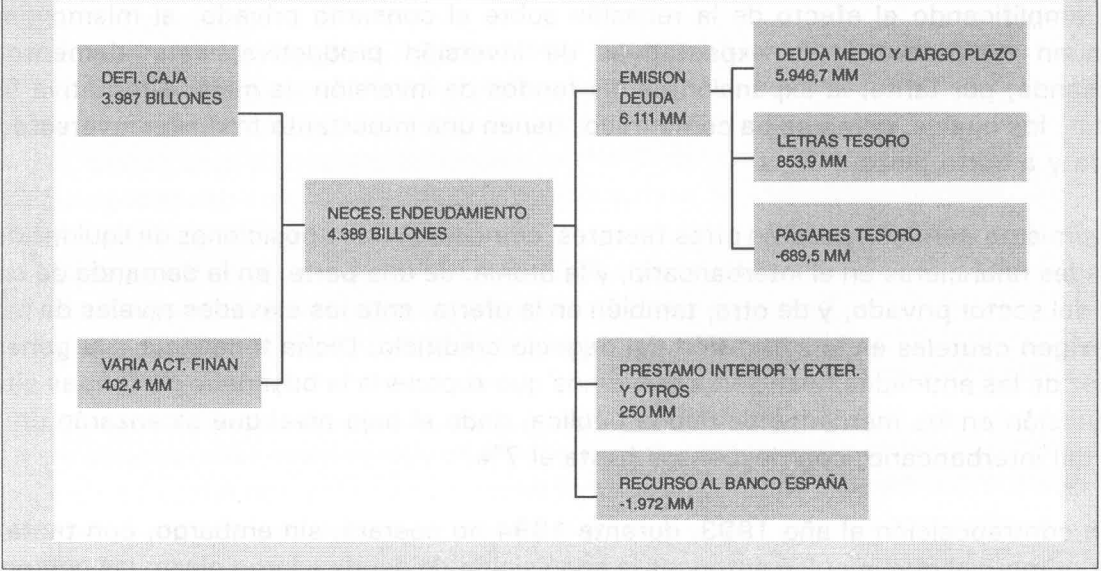 DEFI. CAJA
3.987 BILLONES
VARIA ACT. FINAN
402,4 MM
NECES. ENDEUDAMIENTO
4.389 BILLONES
EMISION
DEUDA
6.111 MM
PRESTAMO INTERIOR Y EXTER.
Y OTROS
250 MM
RECURSO AL BANCO ESPAÑA
-1.972 MM
DEUDA MEDIO Y LARGO PLAZO
5.946,7 MM
LETRAS TESORO
853,9 MM
PAGARES TESORO
-689,5 MM